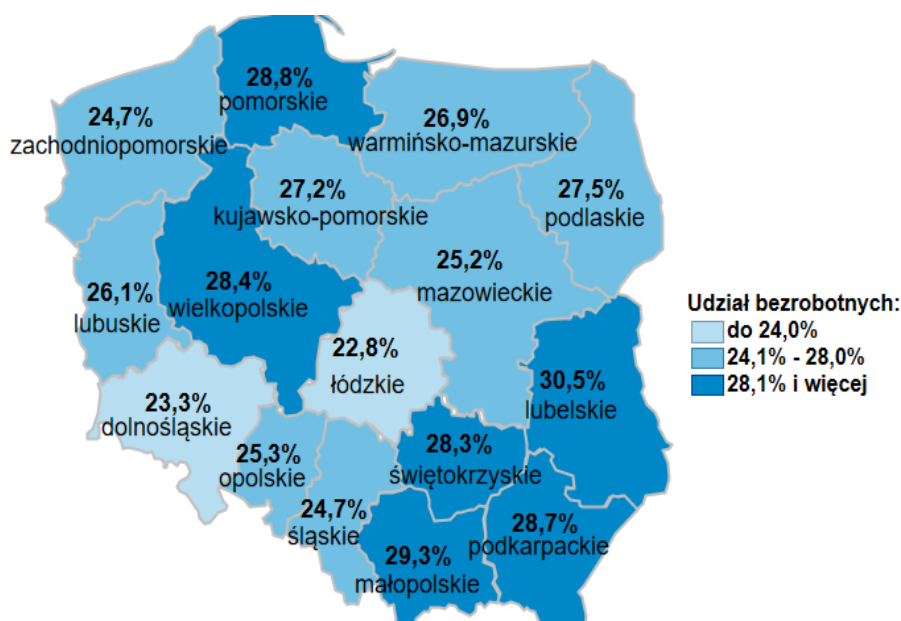 28,8%
pomorskie
24,7%
zachodniopomorskie
26,9%
warmińsko-mazurskie
27,2%
kujawsko-pomorskie
27,5%
podlaskie
25,2%
mazowieckie
28,4%
wielkopolskie
26,1%
lubuskie
Udział bezrobotnych:
do 24,0%
24,1% - 28,0%
28,1% i więcej
22,8%
łódzkie
30,5%
lubelskie
23,3%
dolnośląskie
25,3%
opolskie
28,3%
świętokrzyskie
24,7%
śląskie
28,7%
podkarpackie
29,3%
małopolskie